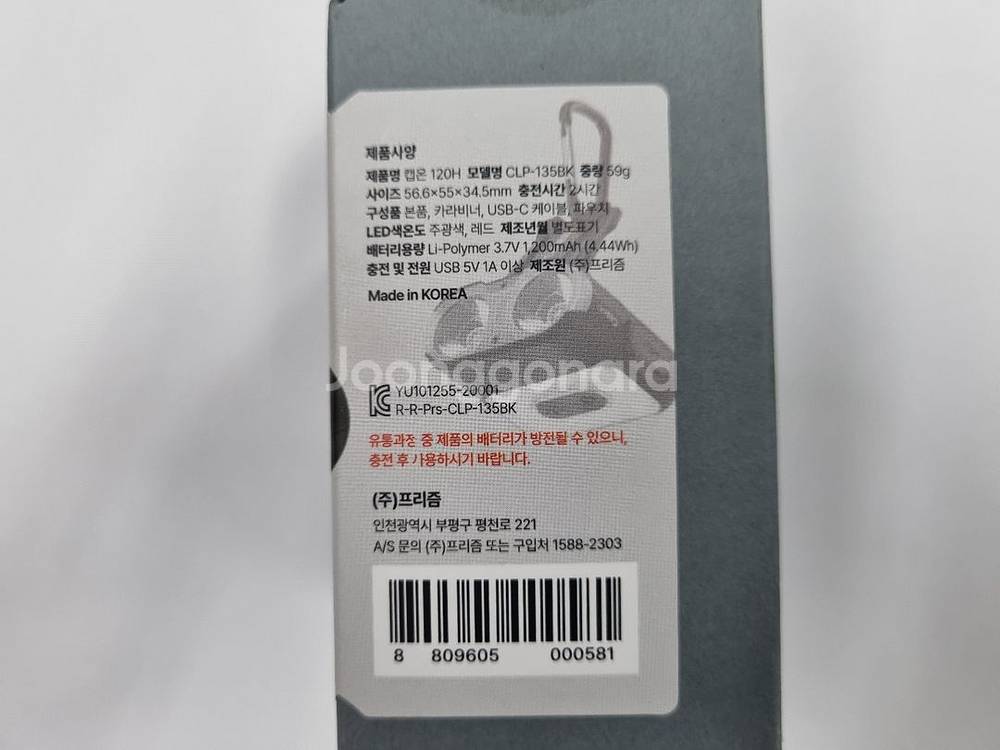 제품사양
제품명 캡온 120H 모델명 CLP-135BK 중량 59g
사이즈 56.6×55×34.5mm 충전시간 2시간
구성품 본품, 카라비너, USB-C 케이블, 파우치
LED색온도 주광색, 레드 제조년월 별도표기
배터리용량 Li-Polymer 3.7V 1,200mAh (4.44Wh)
충전 및 전원 USB 5V 1A 이상 제조원 (주)프리즘
Made in KOREA
Joonggonara
YU101255-20001
R-R-Prs-CLP-135BK
유통과정 중 제품의 배터리가 방전될 수 있으니,
충전 후 사용하시기 바랍니다.
(주)프리즘
인천광역시 부평구 평천로 221
A/S 문의 (주)프리즘 또는 구입처 1588-2303
8 809605 000581